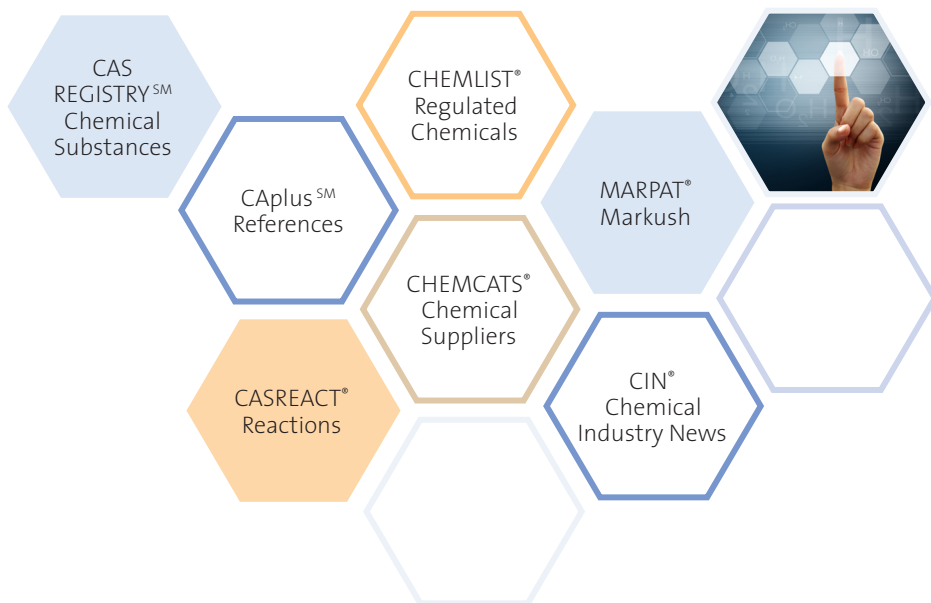 CAS
REGISTRY℠
Chemical
Substances
CHEMLIST®
Regulated
Chemicals
CAplus℠
References
MARPAT®
Markush
CHEMCATS®
Chemical
Suppliers
CASREACT®
Reactions
CIN®
Chemical
Industry News